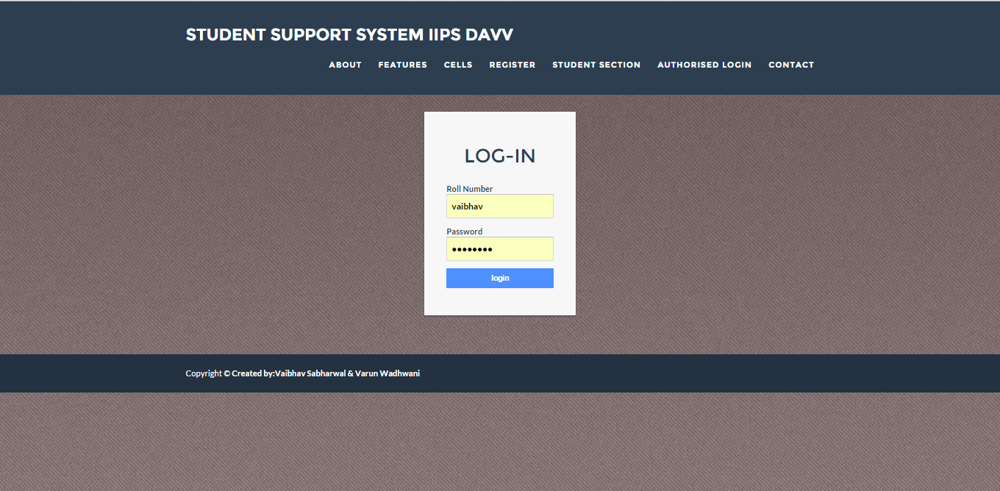 STUDENT SUPPORT SYSTEM IIPS DAVV
ABOUT FEATURES CELLS REGISTER STUDENT SECTION AUTHORISED LOGIN CONTACT
LOG-IN
Roll Number
vaibhav
Password
••••••••
login
Copyright © Created by:Vaibhav Sabharwal & Varun Wadhwani